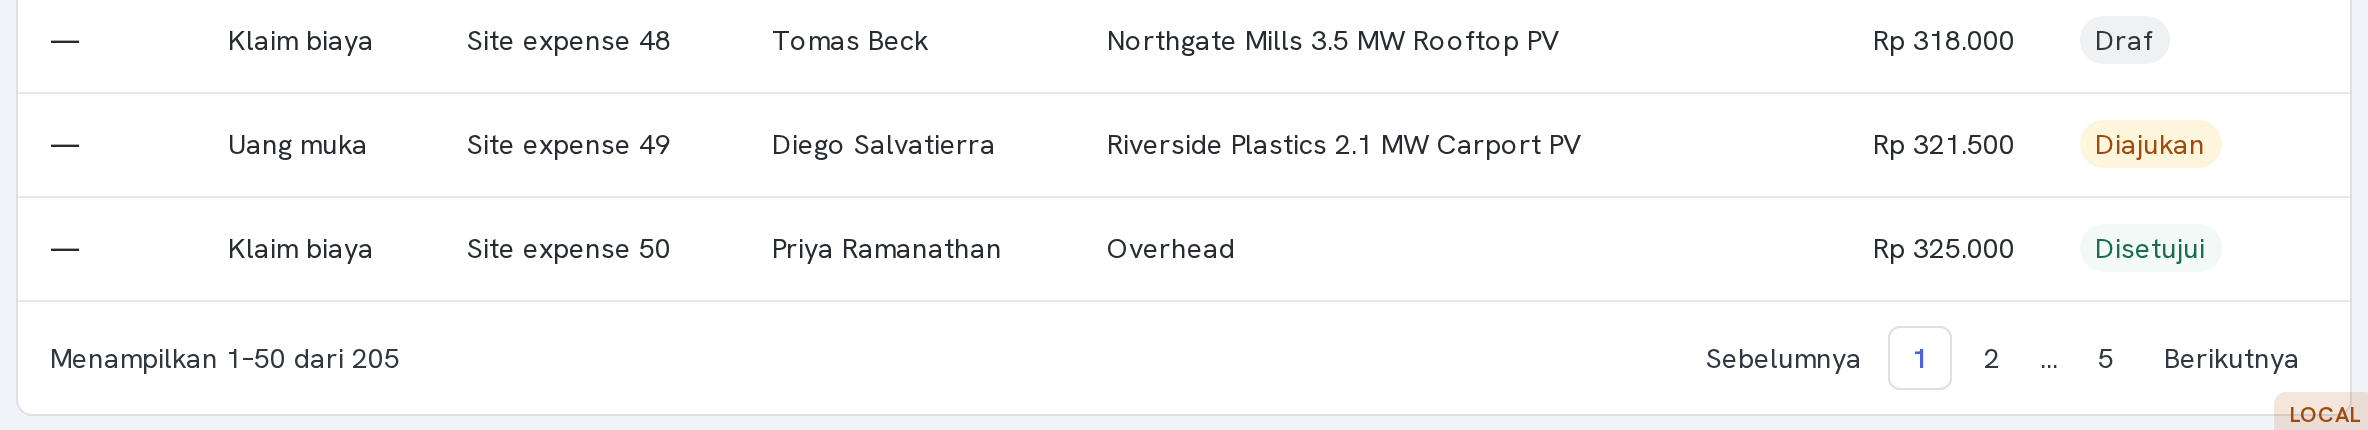 — Klaim biaya Site expense 48 Tomas Beck Northgate Mills 3.5 MW Rooftop PV Rp 318.000 Draf
— Uang muka Site expense 49 Diego Salvatierra Riverside Plastics 2.1 MW Carport PV Rp 321.500 Diajukan
— Klaim biaya Site expense 50 Priya Ramanathan Overhead Rp 325.000 Disetujui
Menampilkan 1–50 dari 205 Sebelumnya 1 2 ... 5 Berikutnya
LOCAL